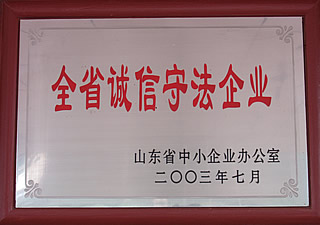 全省诚信守法企业
山东省中小企业办公室
二〇〇三年七月